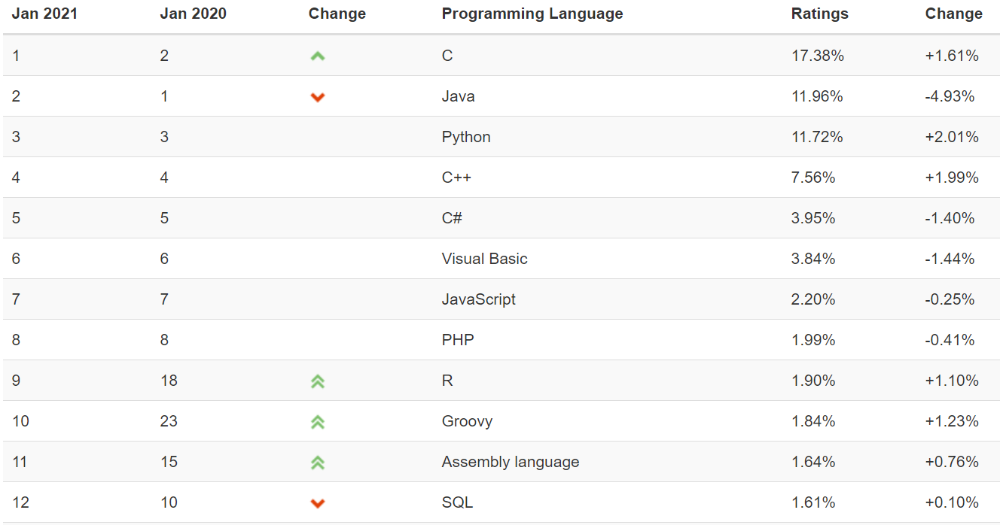 Jan 2021 Jan 2020 Change Programming Language Ratings Change
1 2 C 17.38% +1.61%
2 1 Java 11.96% -4.93%
3 3 Python 11.72% +2.01%
4 4 C++ 7.56% +1.99%
5 5 C# 3.95% -1.40%
6 6 Visual Basic 3.84% -1.44%
7 7 JavaScript 2.20% -0.25%
8 8 PHP 1.99% -0.41%
9 18 R 1.90% +1.10%
10 23 Groovy 1.84% +1.23%
11 15 Assembly language 1.64% +0.76%
12 10 SQL 1.61% +0.10%